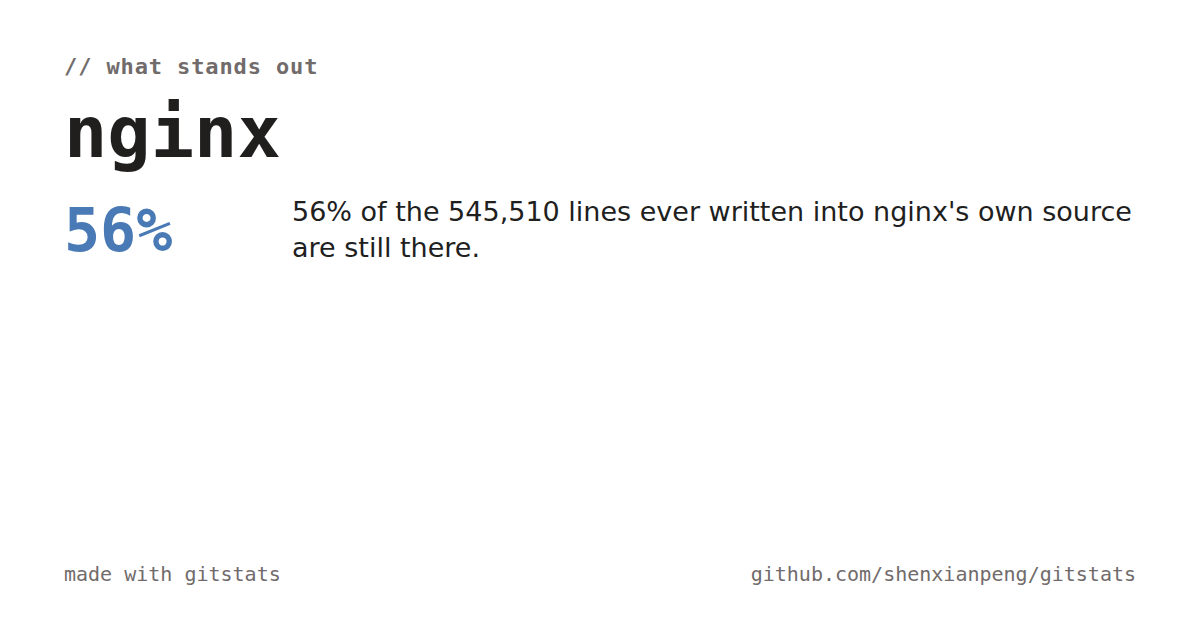 // what stands out
nginx
56%
56% of the 545,510 lines ever written into nginx's own source
are still there.
made with gitstats
github.com/shenxianpeng/gitstats